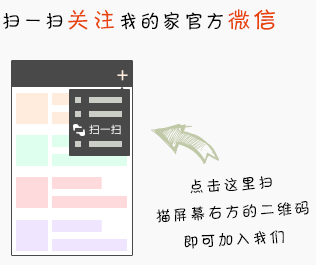 扫一扫关注我的家官方微信
扫一扫
点击这里扫
描屏幕右方的二维码
即可加入我们